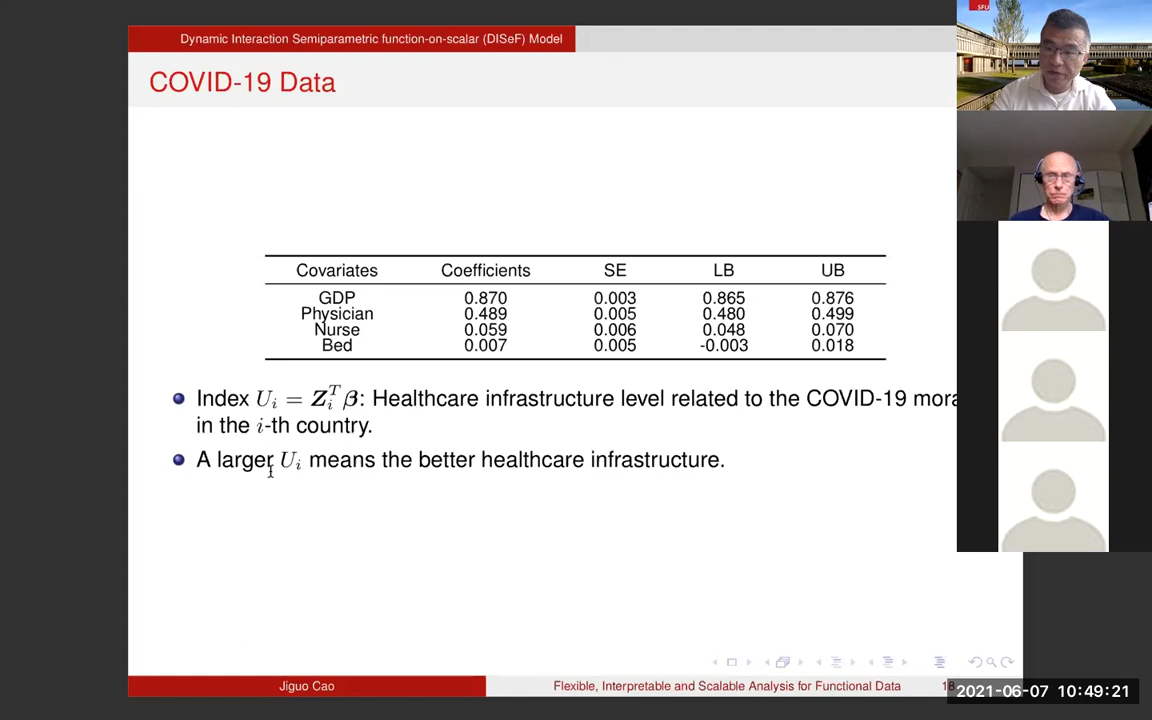 Dynamic Interaction Semiparametric function-on-scalar (DISeF) Model
SFU
COVID-19 Data
Covariates Coefficients SE LB UB
GDP 0.870 0.003 0.865 0.876
Physician 0.489 0.005 0.480 0.499
Nurse 0.059 0.006 0.048 0.070
Bed 0.007 0.005 -0.003 0.018
Index U_i = Z_i^T β: Healthcare infrastructure level related to the COVID-19
in the i-th country.
A larger U_i means the better healthcare infrastructure.
Jiguo Cao Flexible, Interpretable and Scalable Analysis for Functional Data 18
2021-06-07 10:49:21